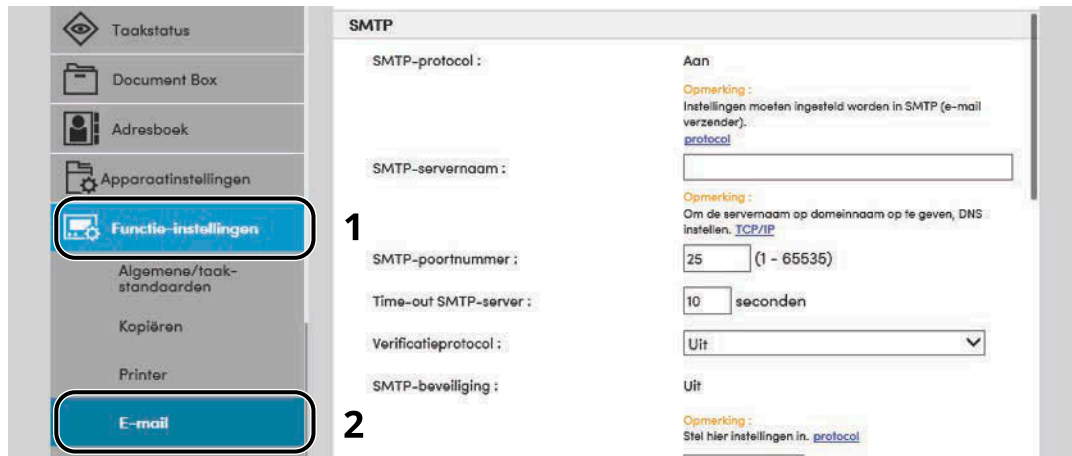 Taakstatus
Document Box
Adresboek
Apparaatinstellingen
Functie-instellingen
1
Algemene/taak-
standaarden
Kopiëren
Printer
E-mail
2
SMTP
SMTP-protocol :
Aan
Opmerking :
Instellingen moeten ingesteld worden in SMTP (e-mail
verzender).
protocol
SMTP-servernaam :
Opmerking :
Om de servernaam op domeinnaam op te geven, DNS
instellen. TCP/IP
SMTP-poortnummer :
25 (1 - 65535)
Time-out SMTP-server :
10 seconden
Verificatieprotocol :
Uit
SMTP-beveiliging :
Uit
Opmerking :
Stel hier instellingen in. protocol